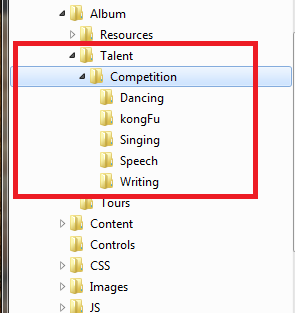 Album
Resources
Talent
Competition
Dancing
kongFu
Singing
Speech
Writing
Tours
Content
Controls
CSS
Images
JS